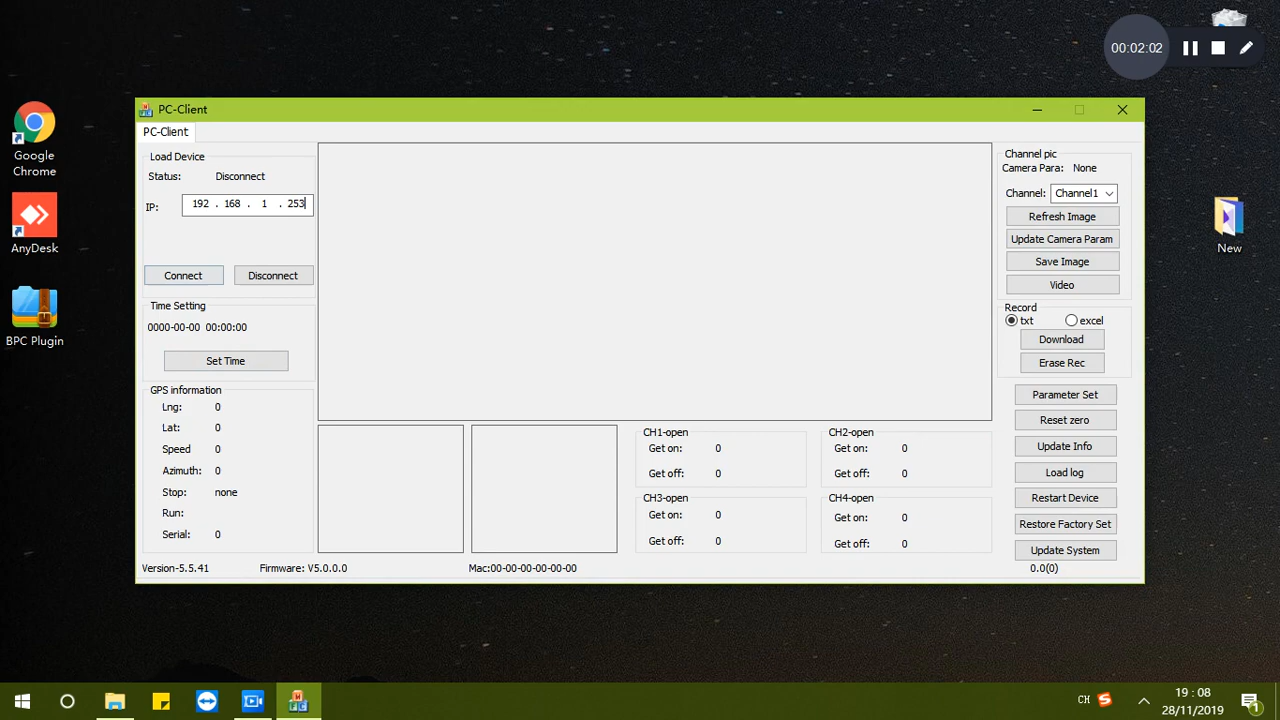 00:02:02
Google
Chrome
AnyDesk
BPC Plugin
New
PC-Client
PC-Client
Load Device
Status: Disconnect
IP: 192 . 168 . 1 . 253
Connect Disconnect
Time Setting
0000-00-00 00:00:00
Set Time
GPS information
Lng: 0
Lat: 0
Speed 0
Azimuth: 0
Stop: none
Run:
Serial: 0
CH1-open
Get on: 0
Get off: 0
CH2-open
Get on: 0
Get off: 0
CH3-open
Get on: 0
Get off: 0
CH4-open
Get on: 0
Get off: 0
Channel pic
Camera Para: None
Channel: Channel1
Refresh Image
Update Camera Param
Save Image
Video
Record
txt excel
Download
Erase Rec
Parameter Set
Reset zero
Update Info
Load log
Restart Device
Restore Factory Set
Update System
Version-5.5.41 Firmware: V5.0.0.0 Mac:00-00-00-00-00-00 0.0(0)
CH S
19 : 08
28/11/2019
1